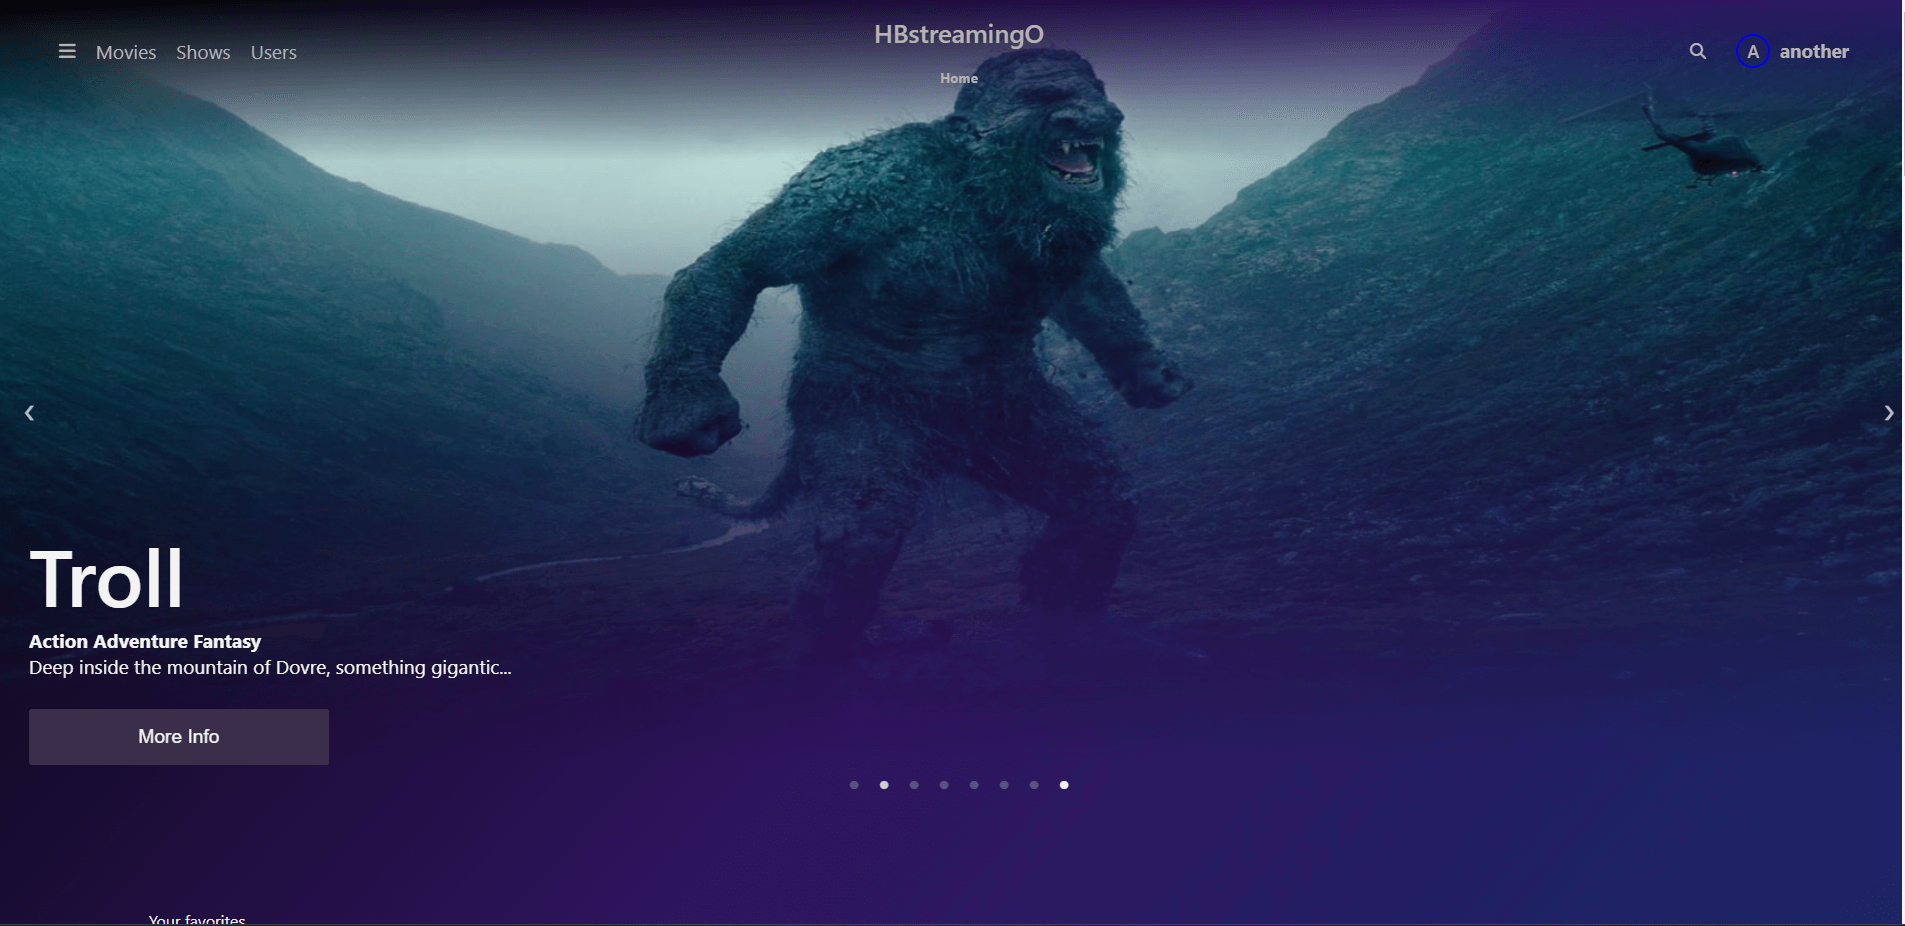 HBstreamingO
Movies Shows Users
A another
Home
Troll
Action Adventure Fantasy
Deep inside the mountain of Dovre, something gigantic...
More Info
Your favorites